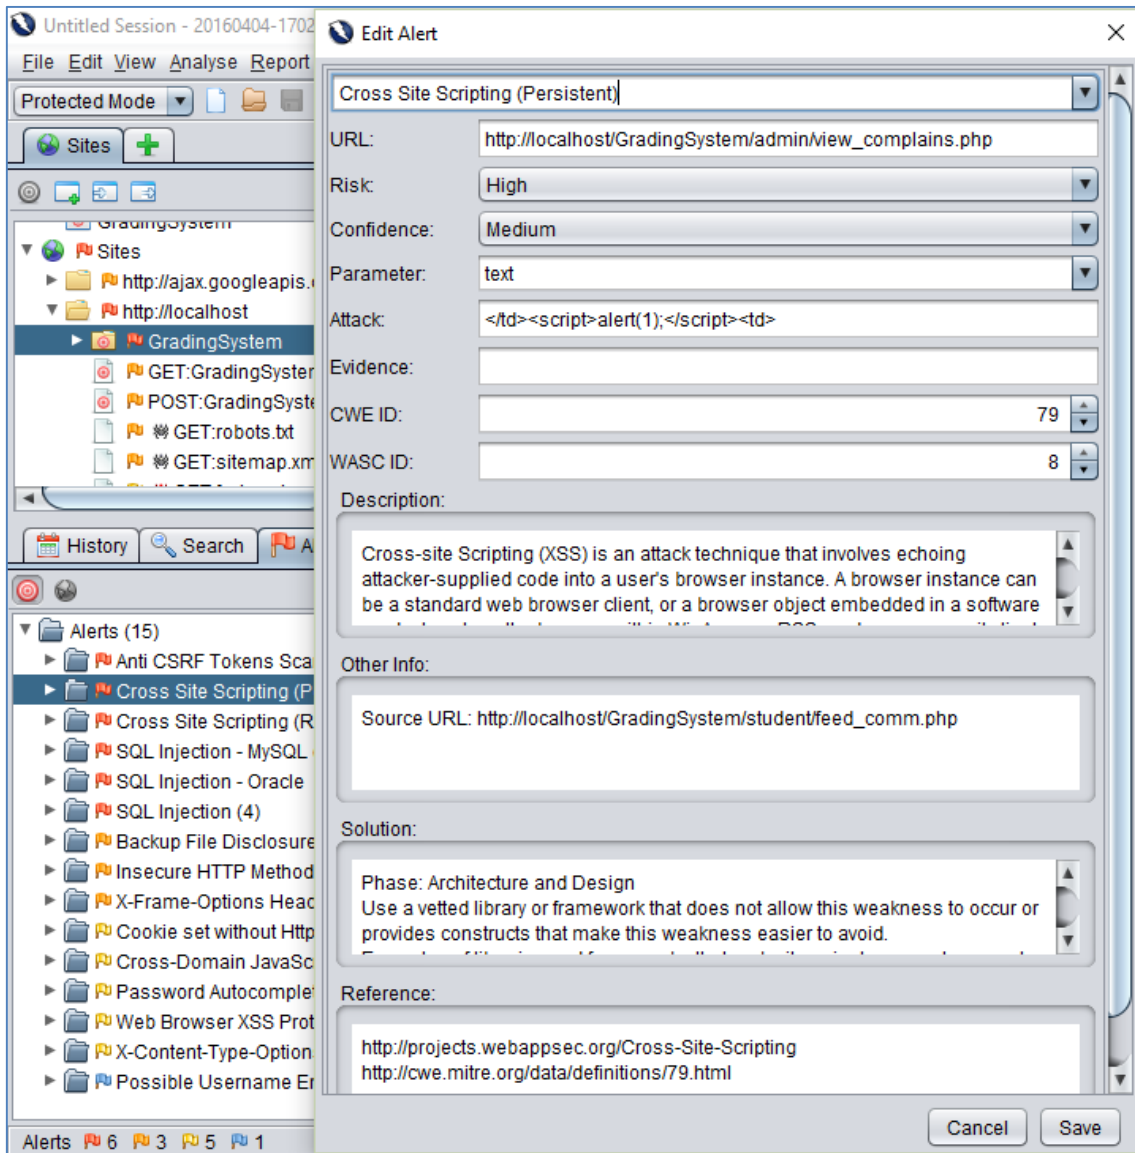 Untitled Session - 20160404-1702
File Edit View Analyse Report
Protected Mode
Sites
GradingSystem
Sites
http://ajax.googleapis.
http://localhost
GradingSystem
GET:GradingSyster
POST:GradingSyste
GET:robots.txt
GET:sitemap.xm
History Search
Alerts (15)
Anti CSRF Tokens Sca
Cross Site Scripting (P
Cross Site Scripting (R
SQL Injection - MySQL
SQL Injection - Oracle
SQL Injection (4)
Backup File Disclosure
Insecure HTTP Method
X-Frame-Options Head
Cookie set without Http
Cross-Domain JavaSc
Password Autocomple
Web Browser XSS Prot
X-Content-Type-Option
Possible Username En
Alerts 6 3 5 1
Edit Alert
Cross Site Scripting (Persistent)
URL: http://localhost/GradingSystem/admin/view_complains.php
Risk: High
Confidence: Medium
Parameter: text
Attack: </td><script>alert(1);</script><td>
Evidence:
CWE ID: 79
WASC ID: 8
Description:
Cross-site Scripting (XSS) is an attack technique that involves echoing
attacker-supplied code into a user's browser instance. A browser instance can
be a standard web browser client, or a browser object embedded in a software
Other Info:
Source URL: http://localhost/GradingSystem/student/feed_comm.php
Solution:
Phase: Architecture and Design
Use a vetted library or framework that does not allow this weakness to occur or
provides constructs that make this weakness easier to avoid.
Reference:
http://projects.webappsec.org/Cross-Site-Scripting
http://cwe.mitre.org/data/definitions/79.html
Cancel Save